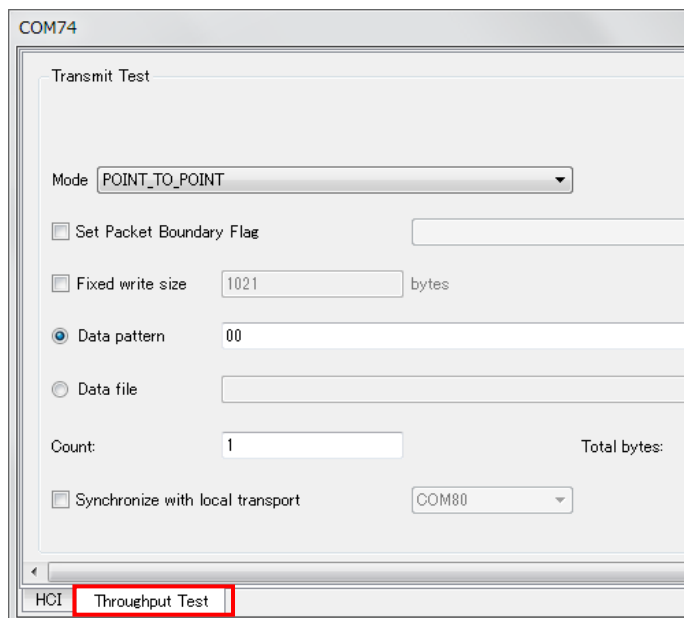 COM74
Transmit Test
Mode POINT_TO_POINT
Set Packet Boundary Flag
Fixed write size 1021 bytes
Data pattern 00
Data file
Count: 1 Total bytes:
Synchronize with local transport COM80
HCI Throughput Test